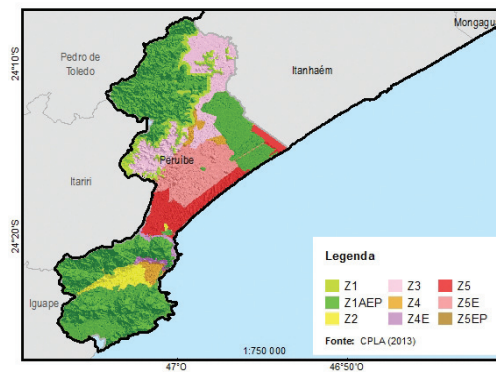 Mongagu
Pedro de
Toledo
Itanhaém
24°10'S
Peruíbe
Itariri
24°20'S
Iguape
Legenda
Z1
Z3
Z5
Z1AEP
Z4
Z5E
Z2
Z4E
Z5EP
Fonte: CPLA (2013)
1:750 000
47°0'
46°50'O